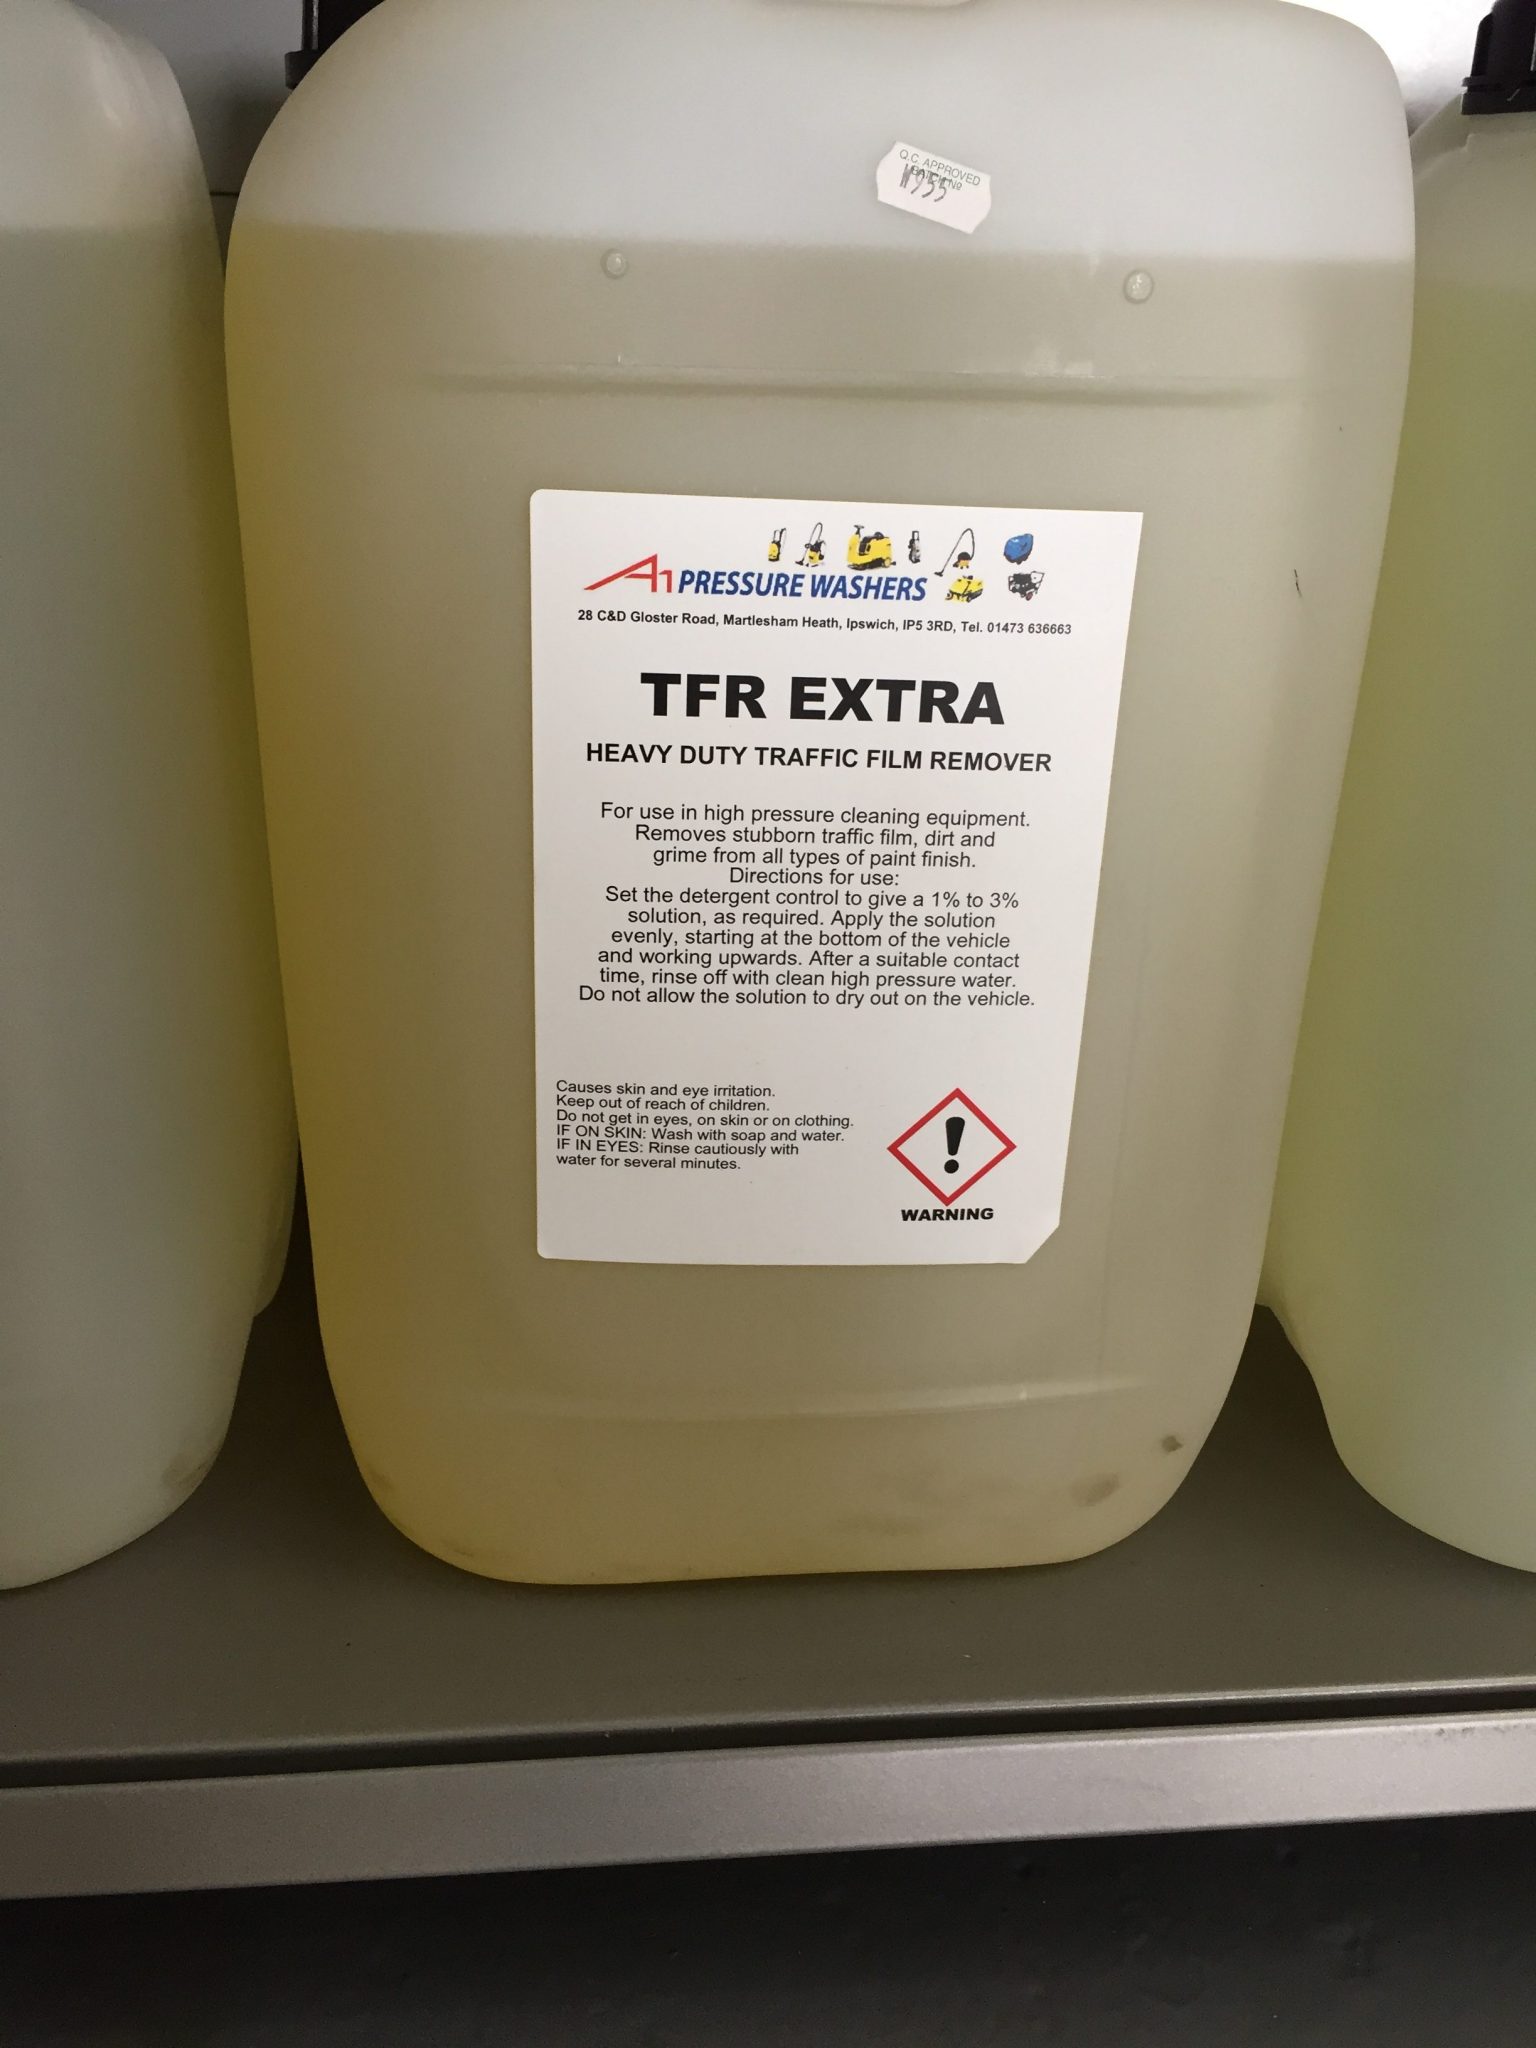 Q.C. APPROVED
BATCH Nº
A1 PRESSURE WASHERS
28 C&D Gloster Road, Martlesham Heath, Ipswich, IP5 3RD, Tel. 01473 636663
TFR EXTRA
HEAVY DUTY TRAFFIC FILM REMOVER
For use in high pressure cleaning equipment.
Removes stubborn traffic film, dirt and
grime from all types of paint finish.
Directions for use:
Set the detergent control to give a 1% to 3%
solution, as required. Apply the solution
evenly, starting at the bottom of the vehicle
and working upwards. After a suitable contact
time, rinse off with clean high pressure water.
Do not allow the solution to dry out on the vehicle.
Causes skin and eye irritation.
Keep out of reach of children.
Do not get in eyes, on skin or on clothing.
IF ON SKIN: Wash with soap and water.
IF IN EYES: Rinse cautiously with
water for several minutes.
WARNING